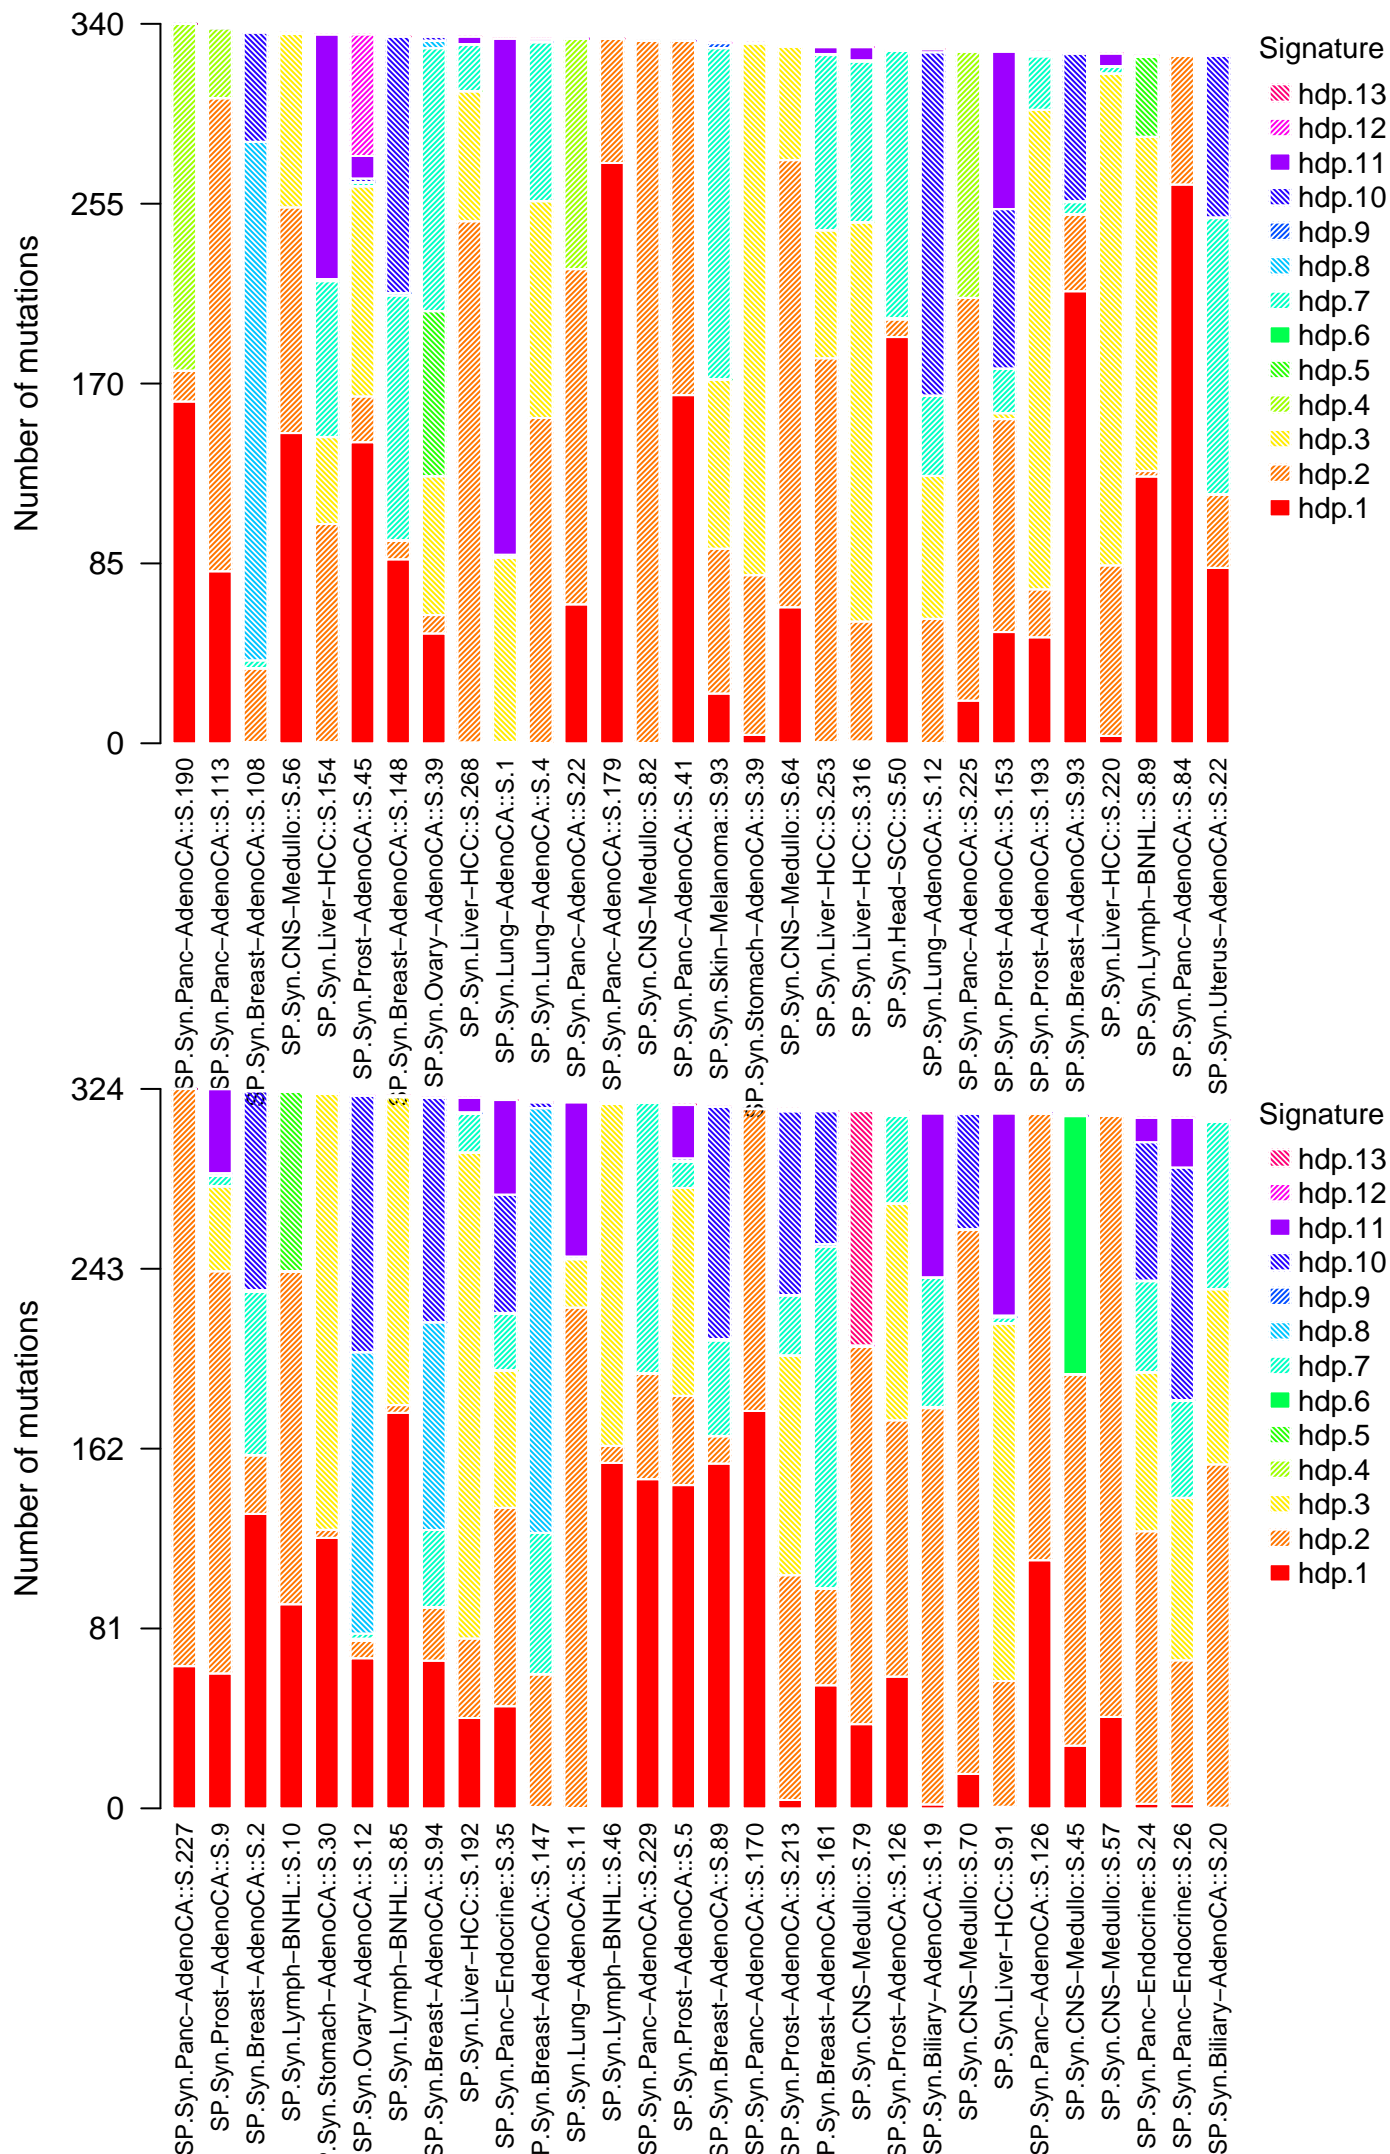 Number of mutations
340
255
170
85
0
Signature
hdp.13
hdp.12
hdp.11
hdp.10
hdp.9
hdp.8
hdp.7
hdp.6
hdp.5
hdp.4
hdp.3
hdp.2
hdp.1
SP.Syn.Panc−AdenoCA::S.190
SP.Syn.Panc−AdenoCA::S.113
SP.Syn.Breast−AdenoCA::S.108
SP.Syn.CNS−Medullo::S.56
SP.Syn.Liver−HCC::S.154
SP.Syn.Prost−AdenoCA::S.45
SP.Syn.Breast−AdenoCA::S.148
SP.Syn.Ovary−AdenoCA::S.39
SP.Syn.Liver−HCC::S.268
SP.Syn.Lung−AdenoCA::S.1
SP.Syn.Lung−AdenoCA::S.4
SP.Syn.Panc−AdenoCA::S.22
SP.Syn.Panc−AdenoCA::S.179
SP.Syn.CNS−Medullo::S.82
SP.Syn.Panc−AdenoCA::S.41
SP.Syn.Skin−Melanoma::S.93
SP.Syn.Stomach−AdenoCA::S.39
SP.Syn.CNS−Medullo::S.64
SP.Syn.Liver−HCC::S.253
SP.Syn.Liver−HCC::S.316
SP.Syn.Head−SCC::S.50
SP.Syn.Lung−AdenoCA::S.12
SP.Syn.Panc−AdenoCA::S.225
SP.Syn.Prost−AdenoCA::S.153
SP.Syn.Prost−AdenoCA::S.193
SP.Syn.Breast−AdenoCA::S.93
SP.Syn.Liver−HCC::S.220
SP.Syn.Lymph−BNHL::S.89
SP.Syn.Panc−AdenoCA::S.84
SP.Syn.Uterus−AdenoCA::S.22
Number of mutations
324
243
162
81
0
Signature
hdp.13
hdp.12
hdp.11
hdp.10
hdp.9
hdp.8
hdp.7
hdp.6
hdp.5
hdp.4
hdp.3
hdp.2
hdp.1
SP.Syn.Panc−AdenoCA::S.227
SP.Syn.Prost−AdenoCA::S.9
SP.Syn.Breast−AdenoCA::S.2
SP.Syn.Lymph−BNHL::S.10
P.Syn.Stomach−AdenoCA::S.30
SP.Syn.Ovary−AdenoCA::S.12
SP.Syn.Lymph−BNHL::S.85
SP.Syn.Breast−AdenoCA::S.94
SP.Syn.Liver−HCC::S.192
SP.Syn.Panc−Endocrine::S.35
P.Syn.Breast−AdenoCA::S.147
SP.Syn.Lung−AdenoCA::S.11
SP.Syn.Lymph−BNHL::S.46
SP.Syn.Panc−AdenoCA::S.229
SP.Syn.Prost−AdenoCA::S.5
SP.Syn.Breast−AdenoCA::S.89
SP.Syn.Panc−AdenoCA::S.170
SP.Syn.Prost−AdenoCA::S.213
P.Syn.Breast−AdenoCA::S.161
SP.Syn.CNS−Medullo::S.79
SP.Syn.Prost−AdenoCA::S.126
SP.Syn.Biliary−AdenoCA::S.19
SP.Syn.CNS−Medullo::S.70
SP.Syn.Liver−HCC::S.91
SP.Syn.Panc−AdenoCA::S.126
SP.Syn.CNS−Medullo::S.45
SP.Syn.CNS−Medullo::S.57
SP.Syn.Panc−Endocrine::S.24
SP.Syn.Panc−Endocrine::S.26
SP.Syn.Biliary−AdenoCA::S.20